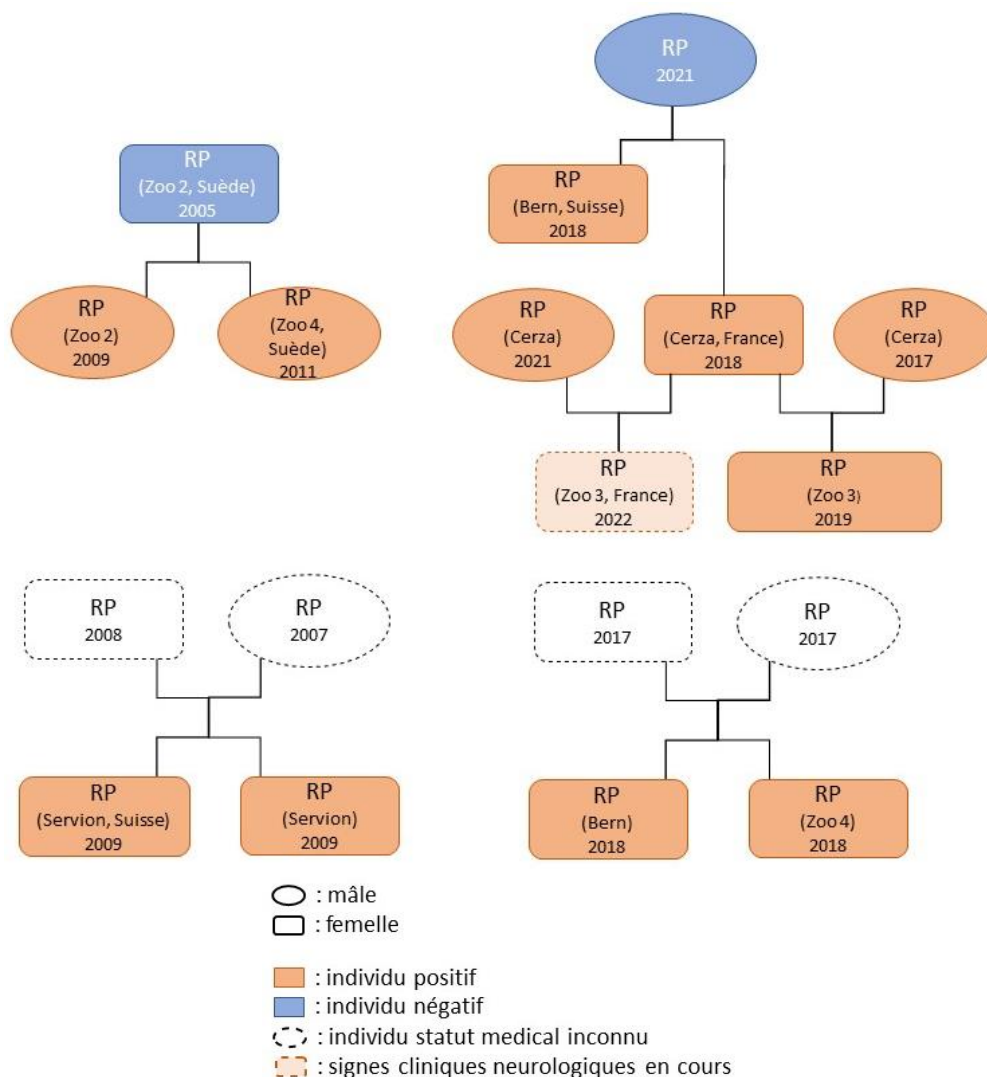 RP
2021
RP
(Zoo 2, Suède)
2005
RP
(Bern, Suisse)
2018
RP
(Zoo 2)
2009
RP
(Zoo 4,
Suède)
2011
RP
(Cerza)
2021
RP
(Cerza, France)
2018
RP
(Cerza)
2017
RP
(Zoo 3, France)
2022
RP
(Zoo 3)
2019
RP
2008
RP
2007
RP
2017
RP
2017
RP
(Servion, Suisse)
2009
RP
(Servion)
2009
RP
(Bern)
2018
RP
(Zoo 4)
2018
: mâle
: femelle
: individu positif
: individu négatif
: individu statut medical inconnu
: signes cliniques neurologiques en cours